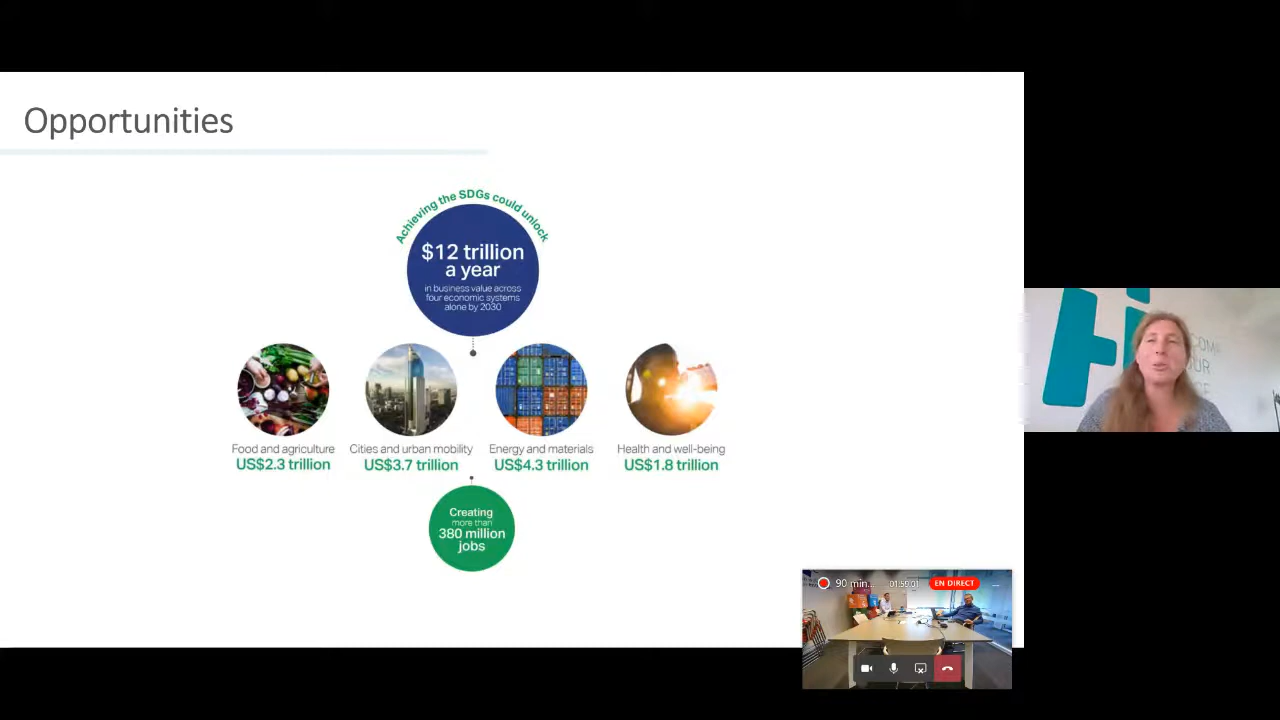 Opportunities
Achieving the SDGs could unlock
$12 trillion
a year
in business value across
four economic systems
alone by 2030
Food and agriculture
US$2.3 trillion
Cities and urban mobility
US$3.7 trillion
Energy and materials
US$4.3 trillion
Health and well-being
US$1.8 trillion
Creating
more than
380 million
jobs
90 min...
EN DIRECT